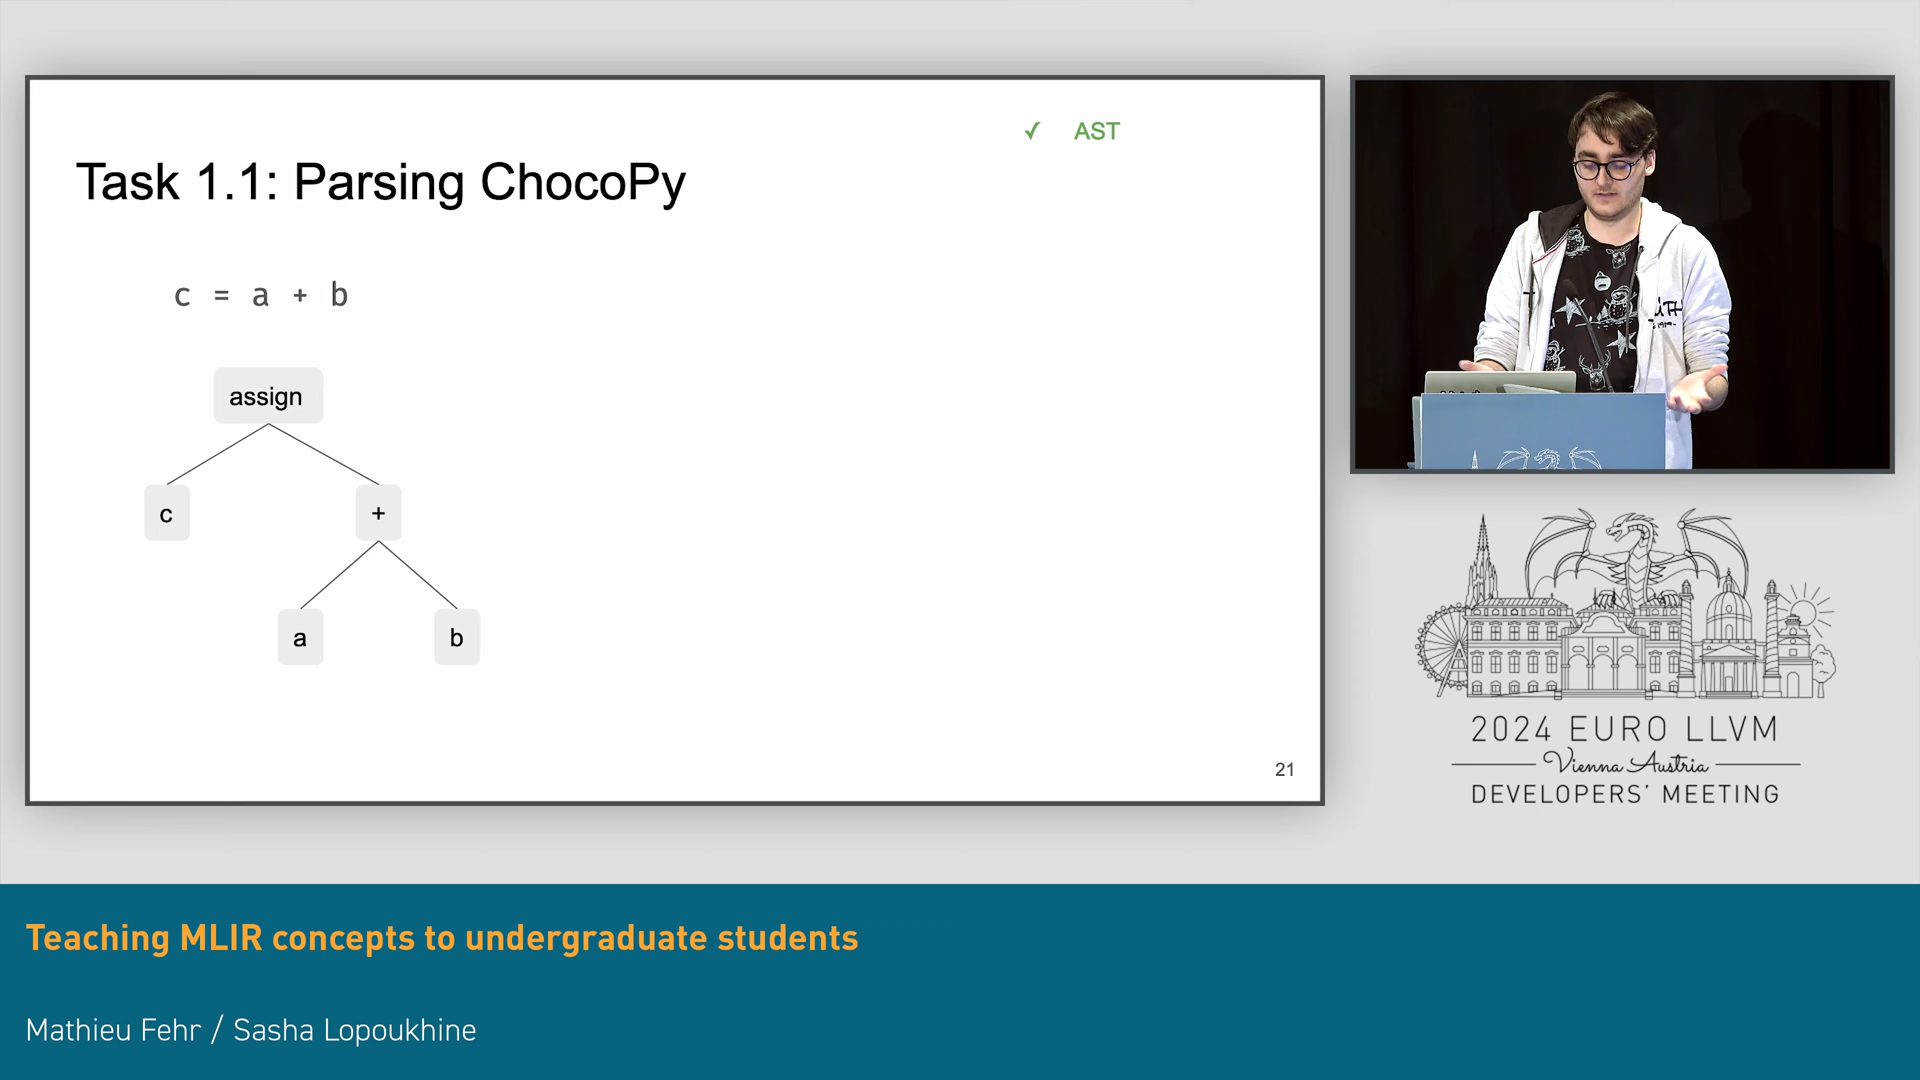 ✓ AST
Task 1.1: Parsing ChocoPy
c = a + b
assign
c
+
a
b
21
2024 EURO LLVM
Vienna Austria
DEVELOPERS' MEETING
Teaching MLIR concepts to undergraduate students
Mathieu Fehr / Sasha Lopoukhine